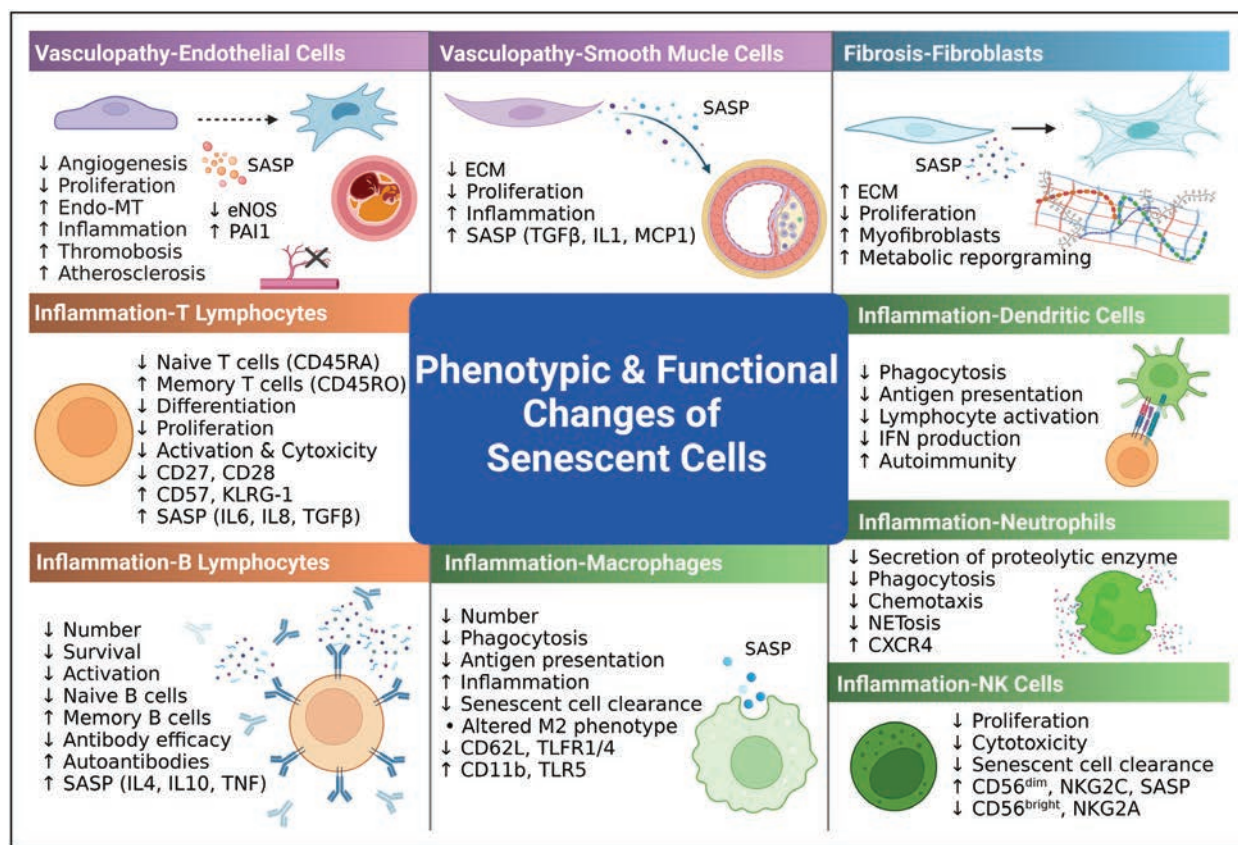 Vasculopathy-Endothelial Cells
SASP
↓ Angiogenesis
↓ Proliferation
↑ Endo-MT
↑ Inflammation
↑ Thromobosis
↑ Atherosclerosis
↓ eNOS
↑ PAI1
Vasculopathy-Smooth Mucle Cells
SASP
↓ ECM
↓ Proliferation
↑ Inflammation
↑ SASP (TGFβ, IL1, MCP1)
Fibrosis-Fibroblasts
SASP
↑ ECM
↓ Proliferation
↑ Myofibroblasts
↑ Metabolic reporgraming
Inflammation-T Lymphocytes
↓ Naive T cells (CD45RA)
↑ Memory T cells (CD45RO)
↓ Differentiation
↓ Proliferation
↓ Activation & Cytoxicity
↓ CD27, CD28
↑ CD57, KLRG-1
↑ SASP (IL6, IL8, TGFβ)
Phenotypic & Functional
Changes of
Senescent Cells
Inflammation-Dendritic Cells
↓ Phagocytosis
↓ Antigen presentation
↓ Lymphocyte activation
↓ IFN production
↑ Autoimmunity
Inflammation-Neutrophils
↓ Secretion of proteolytic enzyme
↓ Phagocytosis
↓ Chemotaxis
↓ NETosis
↑ CXCR4
Inflammation-B Lymphocytes
↓ Number
↓ Survival
↓ Activation
↓ Naive B cells
↑ Memory B cells
↓ Antibody efficacy
↑ Autoantibodies
↑ SASP (IL4, IL10, TNF)
Inflammation-Macrophages
↓ Number
↓ Phagocytosis
↓ Antigen presentation
↑ Inflammation
↓ Senescent cell clearance
• Altered M2 phenotype
↓ CD62L, TLFR1/4
↑ CD11b, TLR5
SASP
Inflammation-NK Cells
↓ Proliferation
↓ Cytotoxicity
↓ Senescent cell clearance
↑ CD56dim, NKG2C, SASP
↓ CD56bright, NKG2A